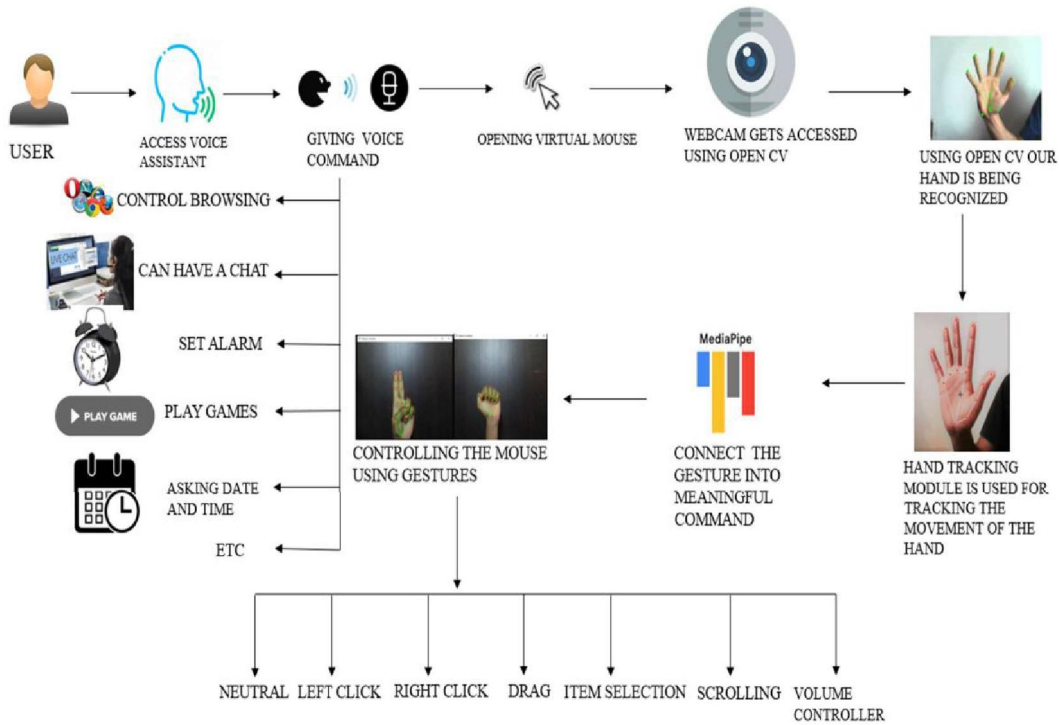 USER
ACCESS VOICE
ASSISTANT
GIVING VOICE
COMMAND
OPENING VIRTUAL MOUSE
WEBCAM GETS ACCESSED
USING OPEN CV
USING OPEN CV OUR
HAND IS BEING
RECOGNIZED
CONTROL BROWSING
LIVE CHAT
CAN HAVE A CHAT
SET ALARM
PLAY GAME
PLAY GAMES
ASKING DATE
AND TIME
ETC
CONTROLLING THE MOUSE
USING GESTURES
MediaPipe
CONNECT THE
GESTURE INTO
MEANINGFUL
COMMAND
HAND TRACKING
MODULE IS USED FOR
TRACKING THE
MOVEMENT OF THE
HAND
NEUTRAL
LEFT CLICK
RIGHT CLICK
DRAG
ITEM SELECTION
SCROLLING
VOLUME
CONTROLLER